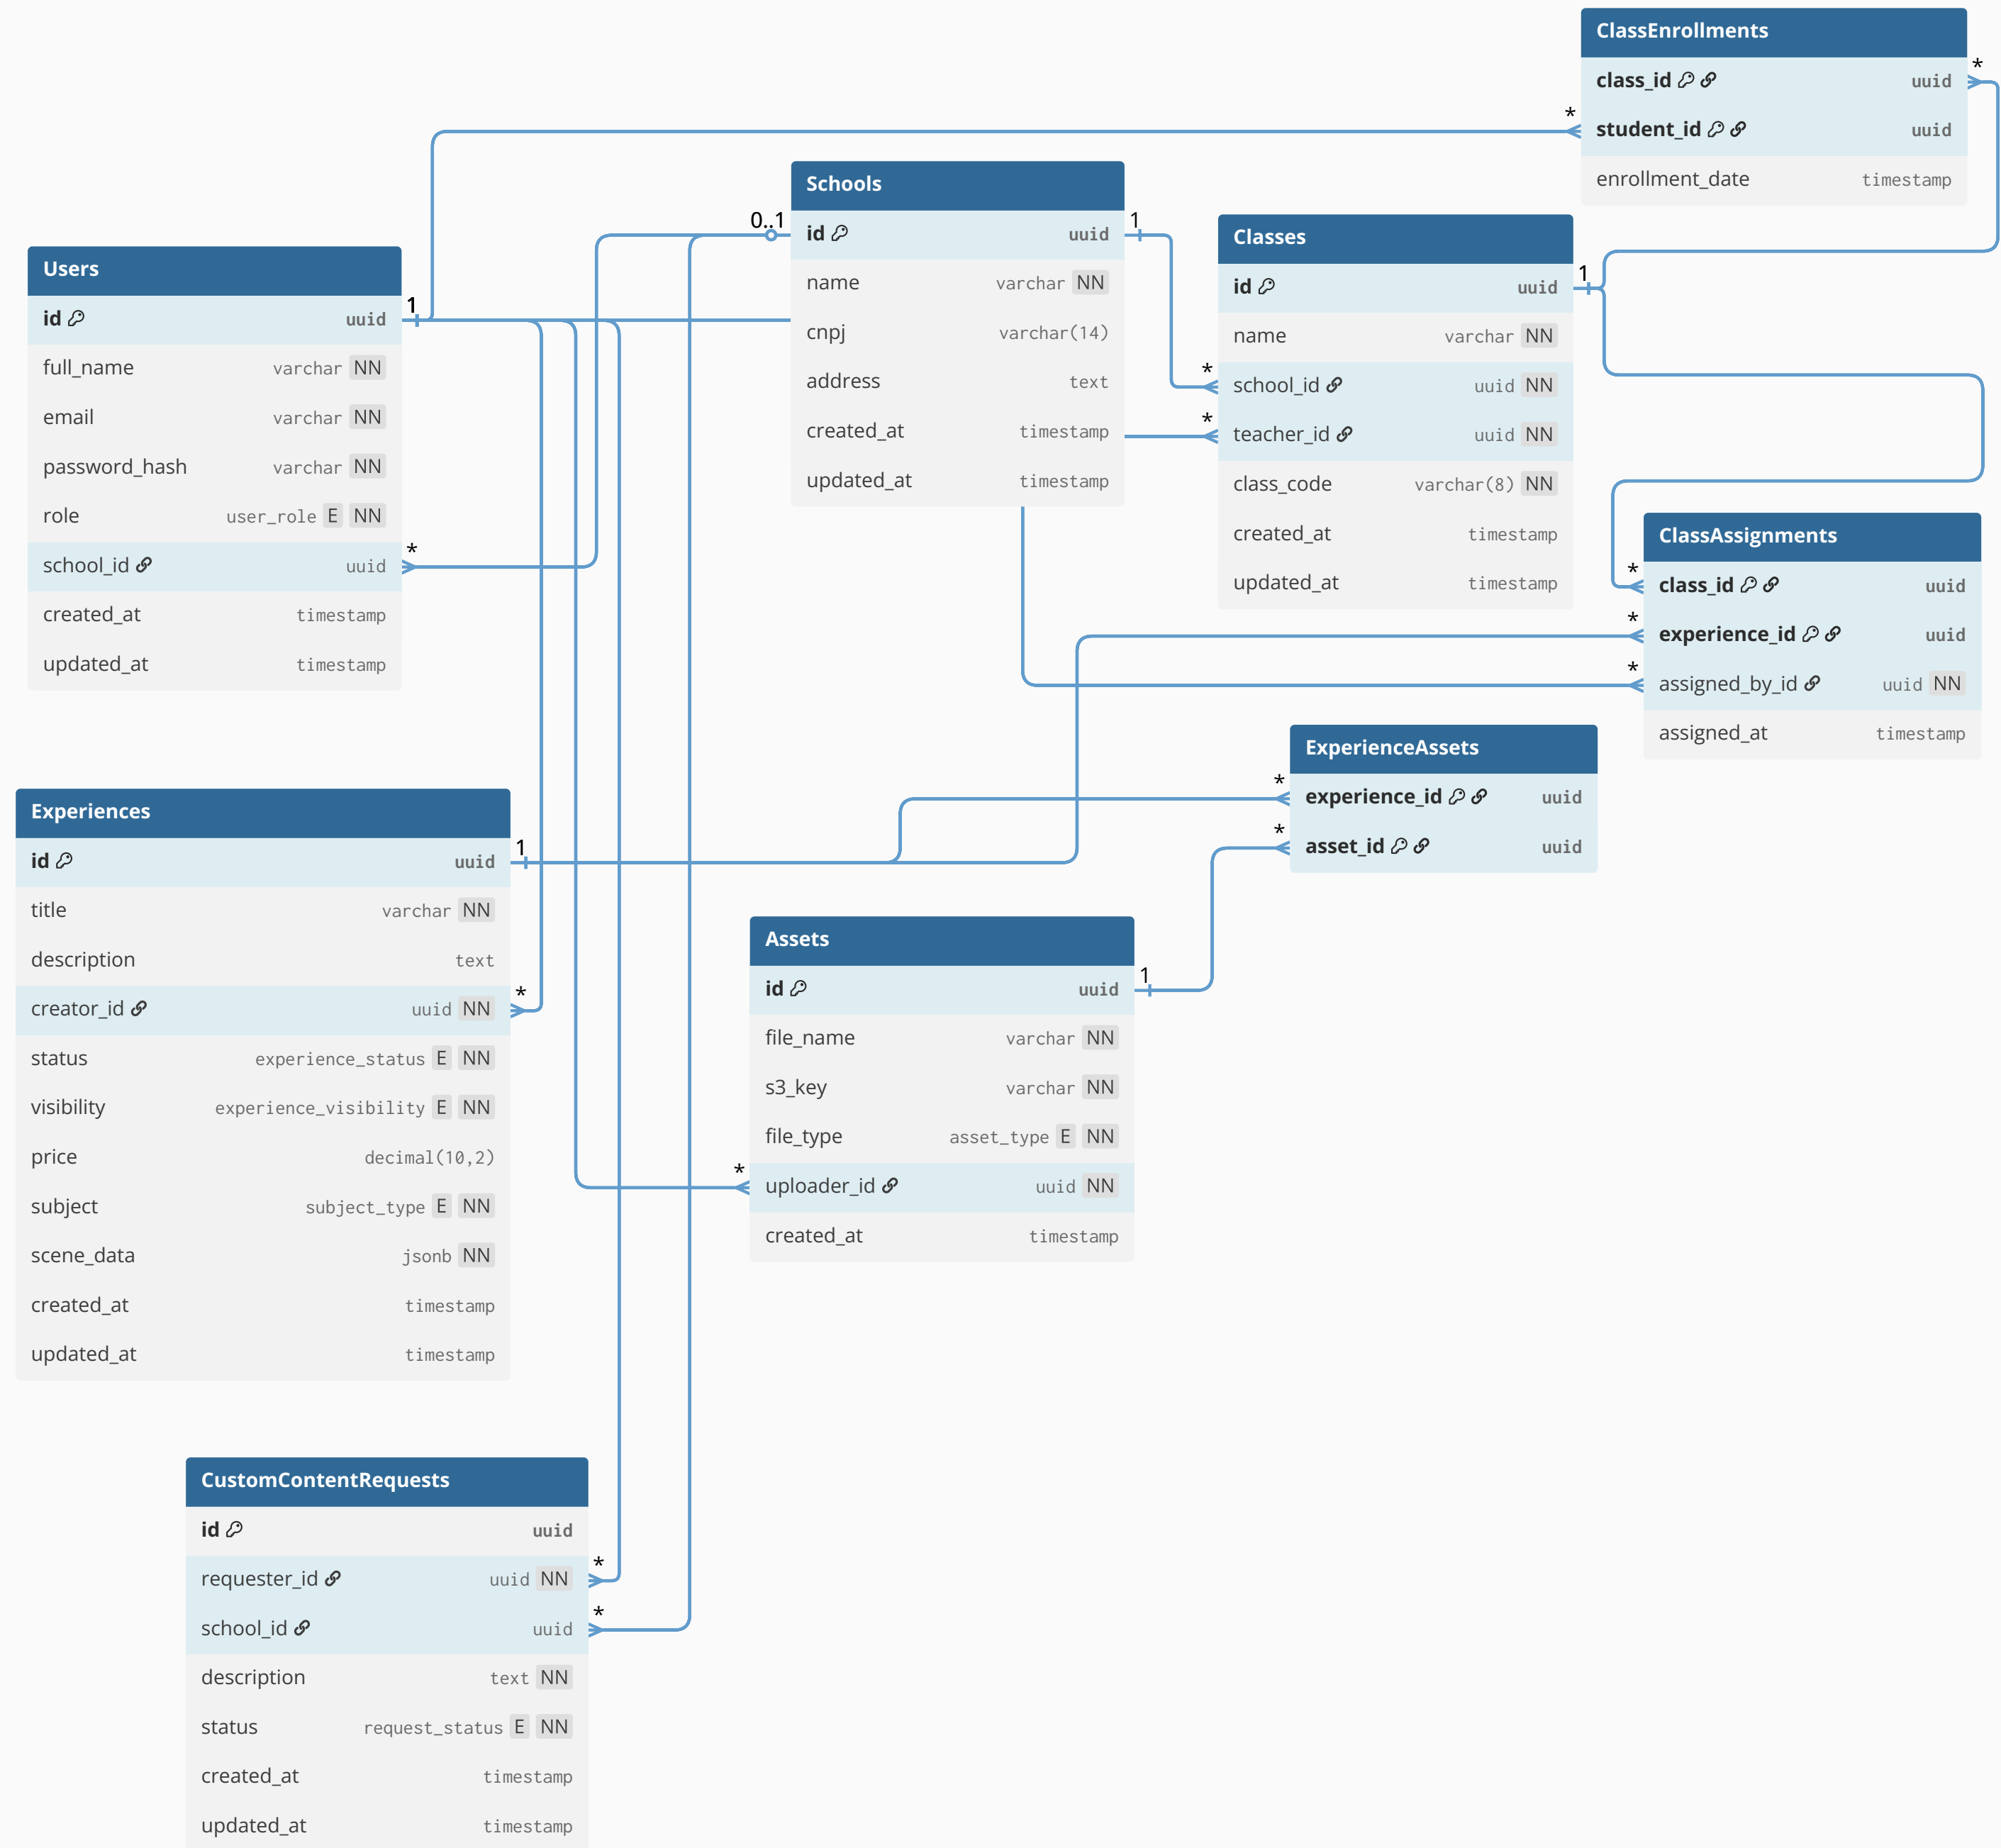 ClassEnrollments
class_id uuid
student_id uuid
enrollment_date timestamp
*
*
Schools
id uuid
name varchar NN
cnpj varchar(14)
address text
created_at timestamp
updated_at timestamp
0..1
1
Classes
id uuid
name varchar NN
school_id uuid NN
teacher_id uuid NN
class_code varchar(8) NN
created_at timestamp
updated_at timestamp
1
*
*
Users
id uuid
full_name varchar NN
email varchar NN
password_hash varchar NN
role user_role E NN
school_id uuid
created_at timestamp
updated_at timestamp
1
*
ClassAssignments
class_id uuid
experience_id uuid
assigned_by_id uuid NN
assigned_at timestamp
*
*
*
ExperienceAssets
experience_id uuid
asset_id uuid
*
*
Experiences
id uuid
title varchar NN
description text
creator_id uuid NN
status experience_status E NN
visibility experience_visibility E NN
price decimal(10,2)
subject subject_type E NN
scene_data jsonb NN
created_at timestamp
updated_at timestamp
1
*
Assets
id uuid
file_name varchar NN
s3_key varchar NN
file_type asset_type E NN
uploader_id uuid NN
created_at timestamp
1
*
CustomContentRequests
id uuid
requester_id uuid NN
school_id uuid
description text NN
status request_status E NN
created_at timestamp
updated_at timestamp
*
*